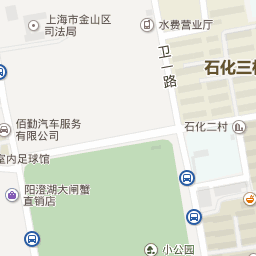 上海市金山区
司法局
水费营业厅
卫一路
石化三村
佰勤汽车服务
有限公司
石化二村
室内足球馆
阳澄湖大闸蟹
直销店
小公园